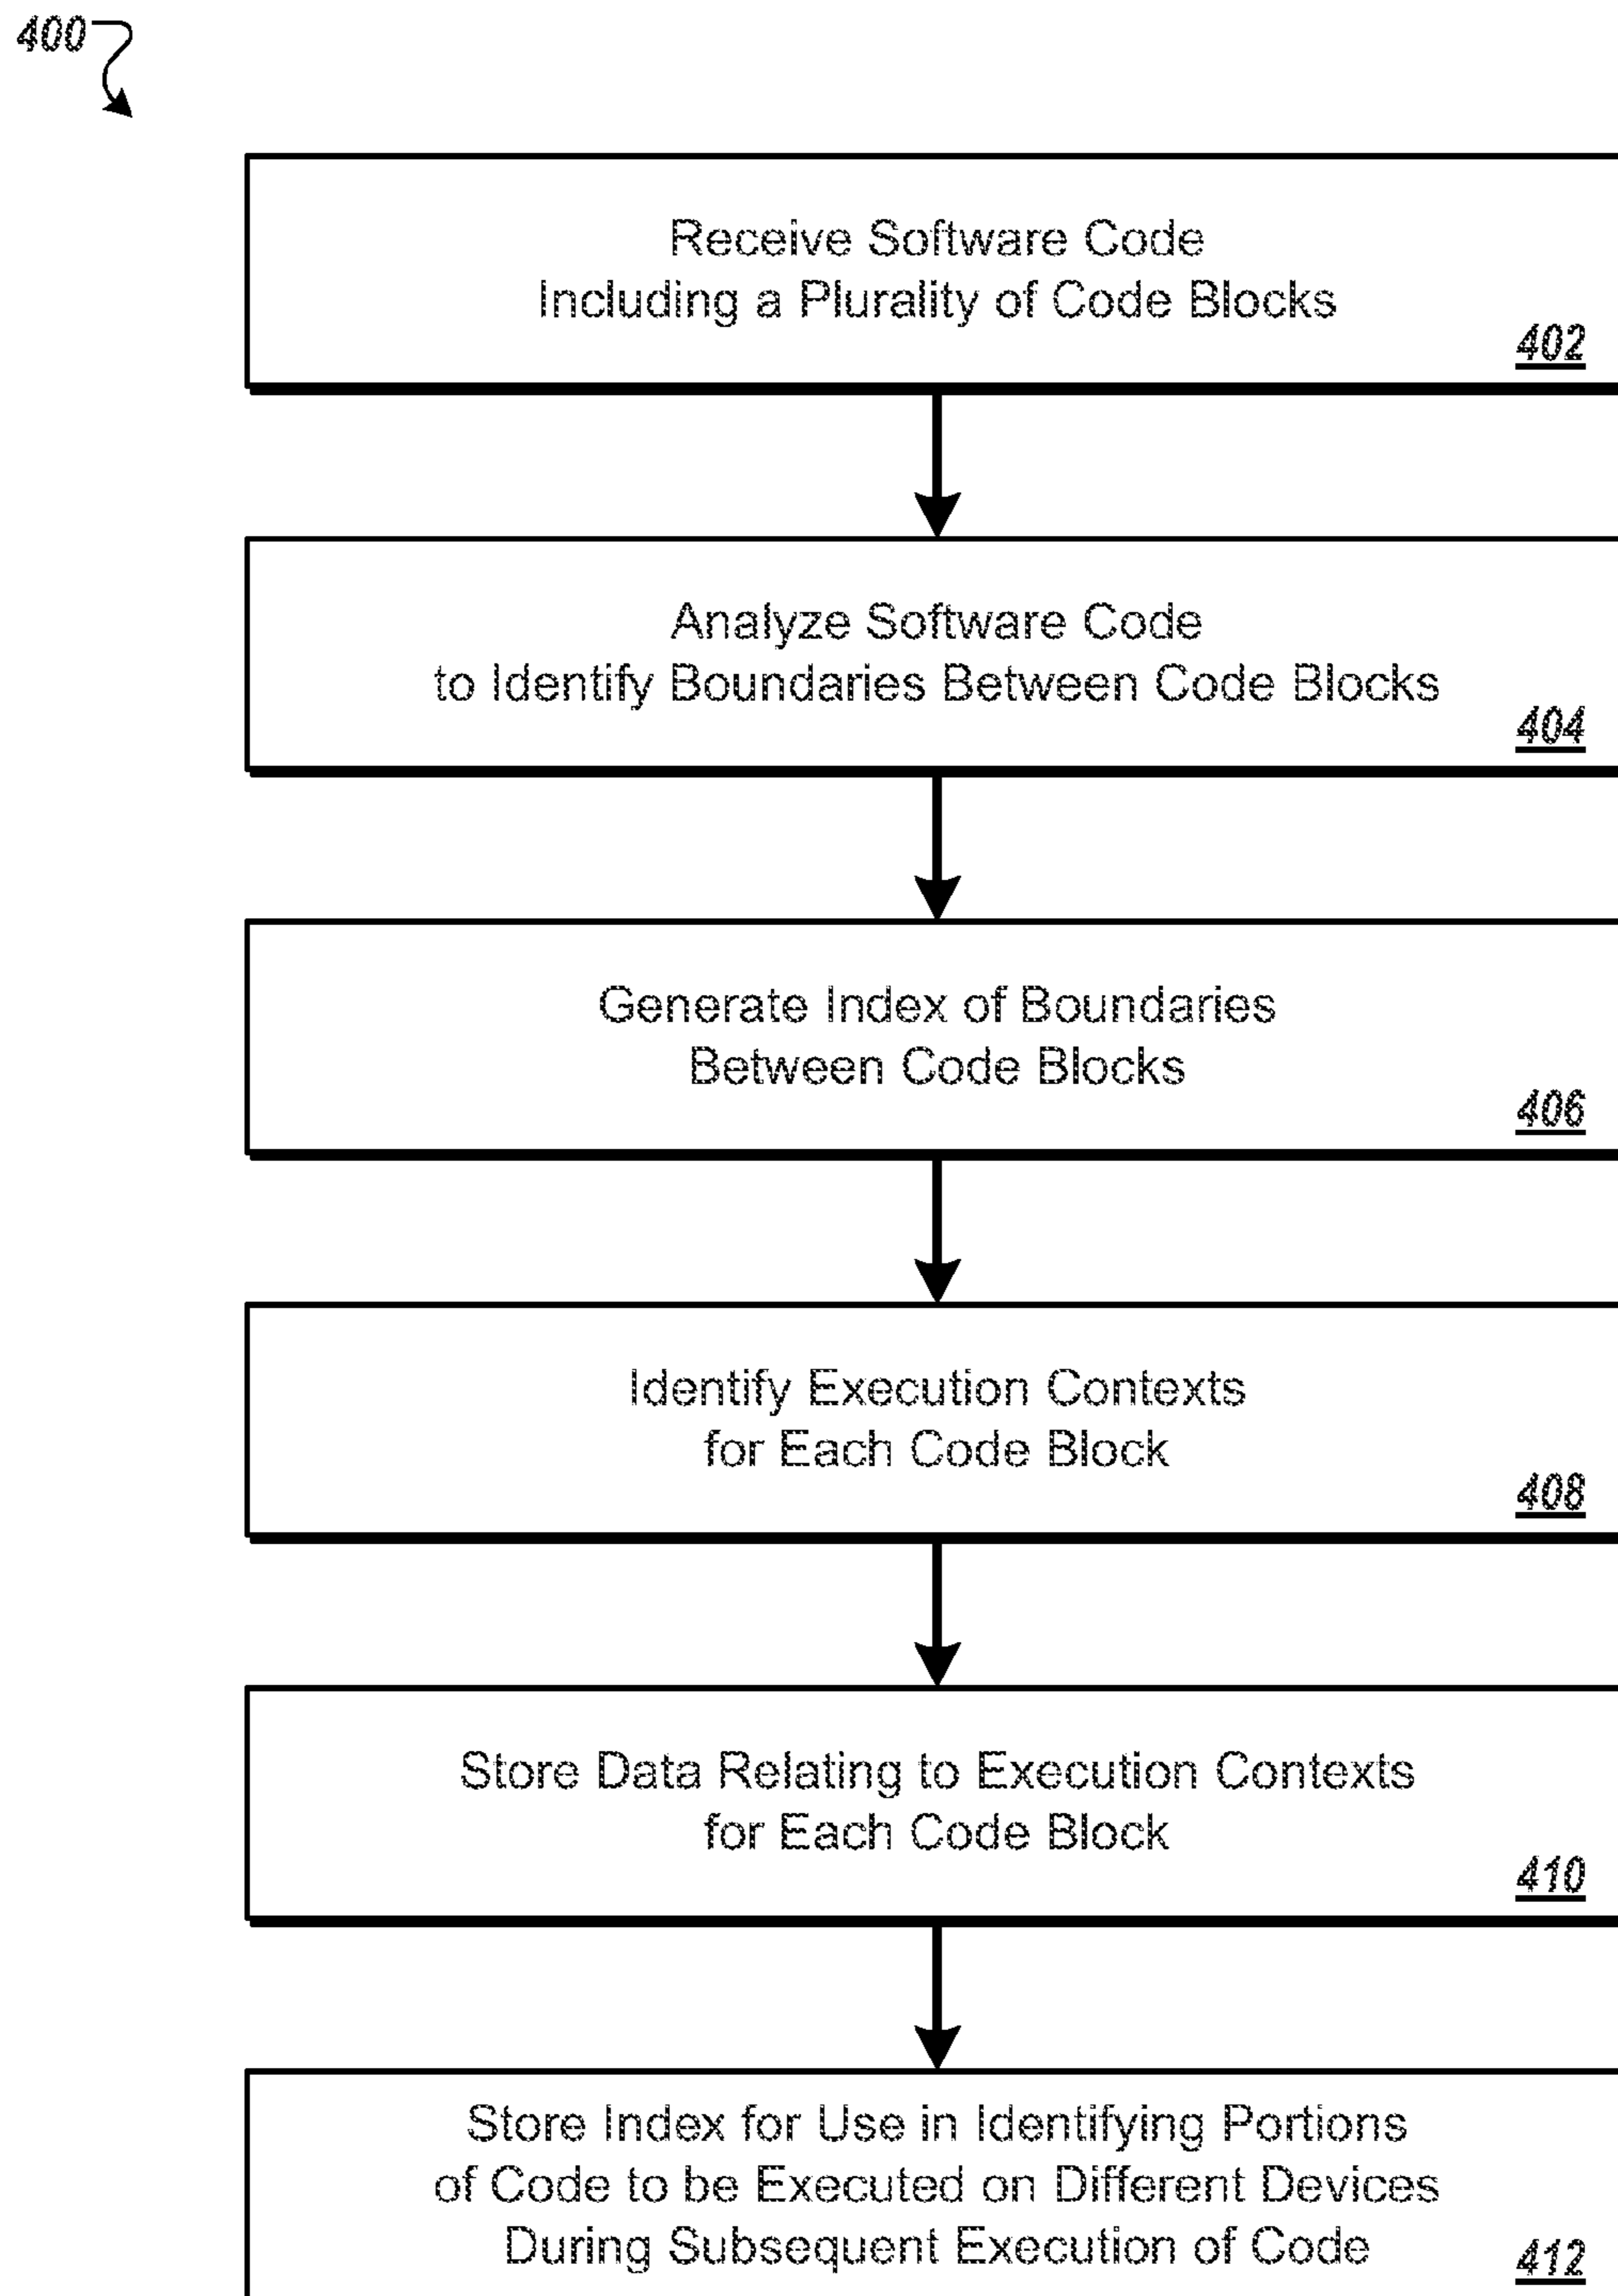 400
Receive Software Code
Including a Plurality of Code Blocks
402
Analyze Software Code
to Identify Boundaries Between Code Blocks
404
Generate Index of Boundaries
Between Code Blocks
406
Identify Execution Contexts
for Each Code Block
408
Store Data Relating to Execution Contexts
for Each Code Block
410
Store Index for Use in Identifying Portions
of Code to be Executed on Different Devices
During Subsequent Execution of Code
412